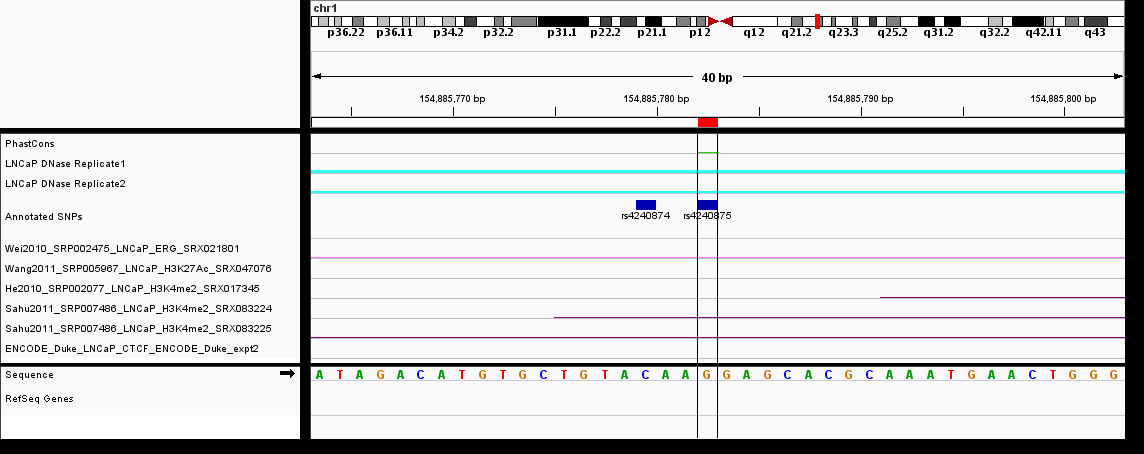 chr1
p36.22 p36.11 p34.2 p32.2 p31.1 p22.2 p21.1 p12 q12 q21.2 q23.3 q25.2 q31.2 q32.2 q42.11 q43
40 bp
154,885,770 bp 154,885,780 bp 154,885,790 bp 154,885,800 bp
PhastCons
LNCaP DNase Replicate1
LNCaP DNase Replicate2
Annotated SNPs
rs4240874 rs4240875
Wei2010_SRP002475_LNCaP_ERG_SRX021801
Wang2011_SRP005967_LNCaP_H3K27Ac_SRX047076
He2010_SRP002077_LNCaP_H3K4me2_SRX017345
Sahu2011_SRP007486_LNCaP_H3K4me2_SRX083224
Sahu2011_SRP007486_LNCaP_H3K4me2_SRX083225
ENCODE_Duke_LNCaP_CTCF_ENCODE_Duke_expt2
Sequence A T A G A C A T G T G C T G T A C A A G G A G C A C G C A A A T G A A C T G G G
RefSeq Genes